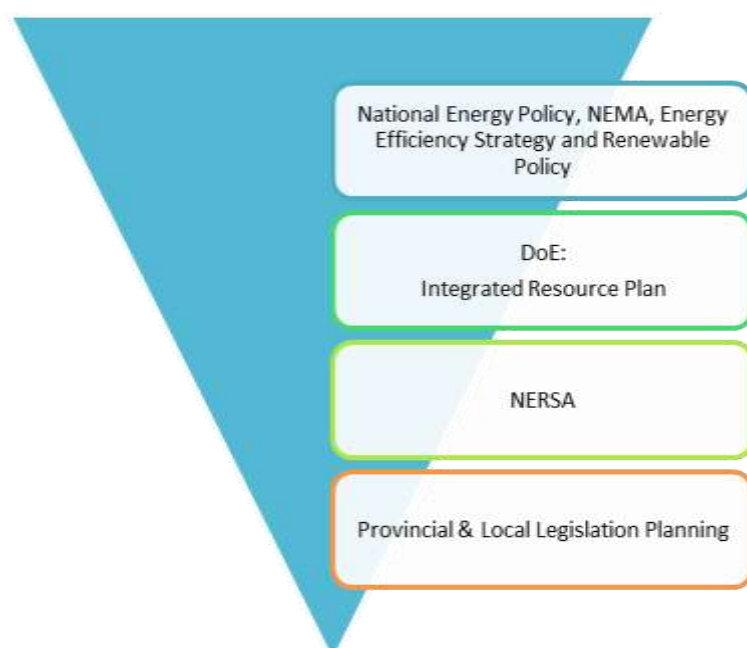 National Energy Policy, NEMA, Energy
Efficiency Strategy and Renewable
Policy
DoE:
Integrated Resource Plan
NERSA
Provincial & Local Legislation Planning